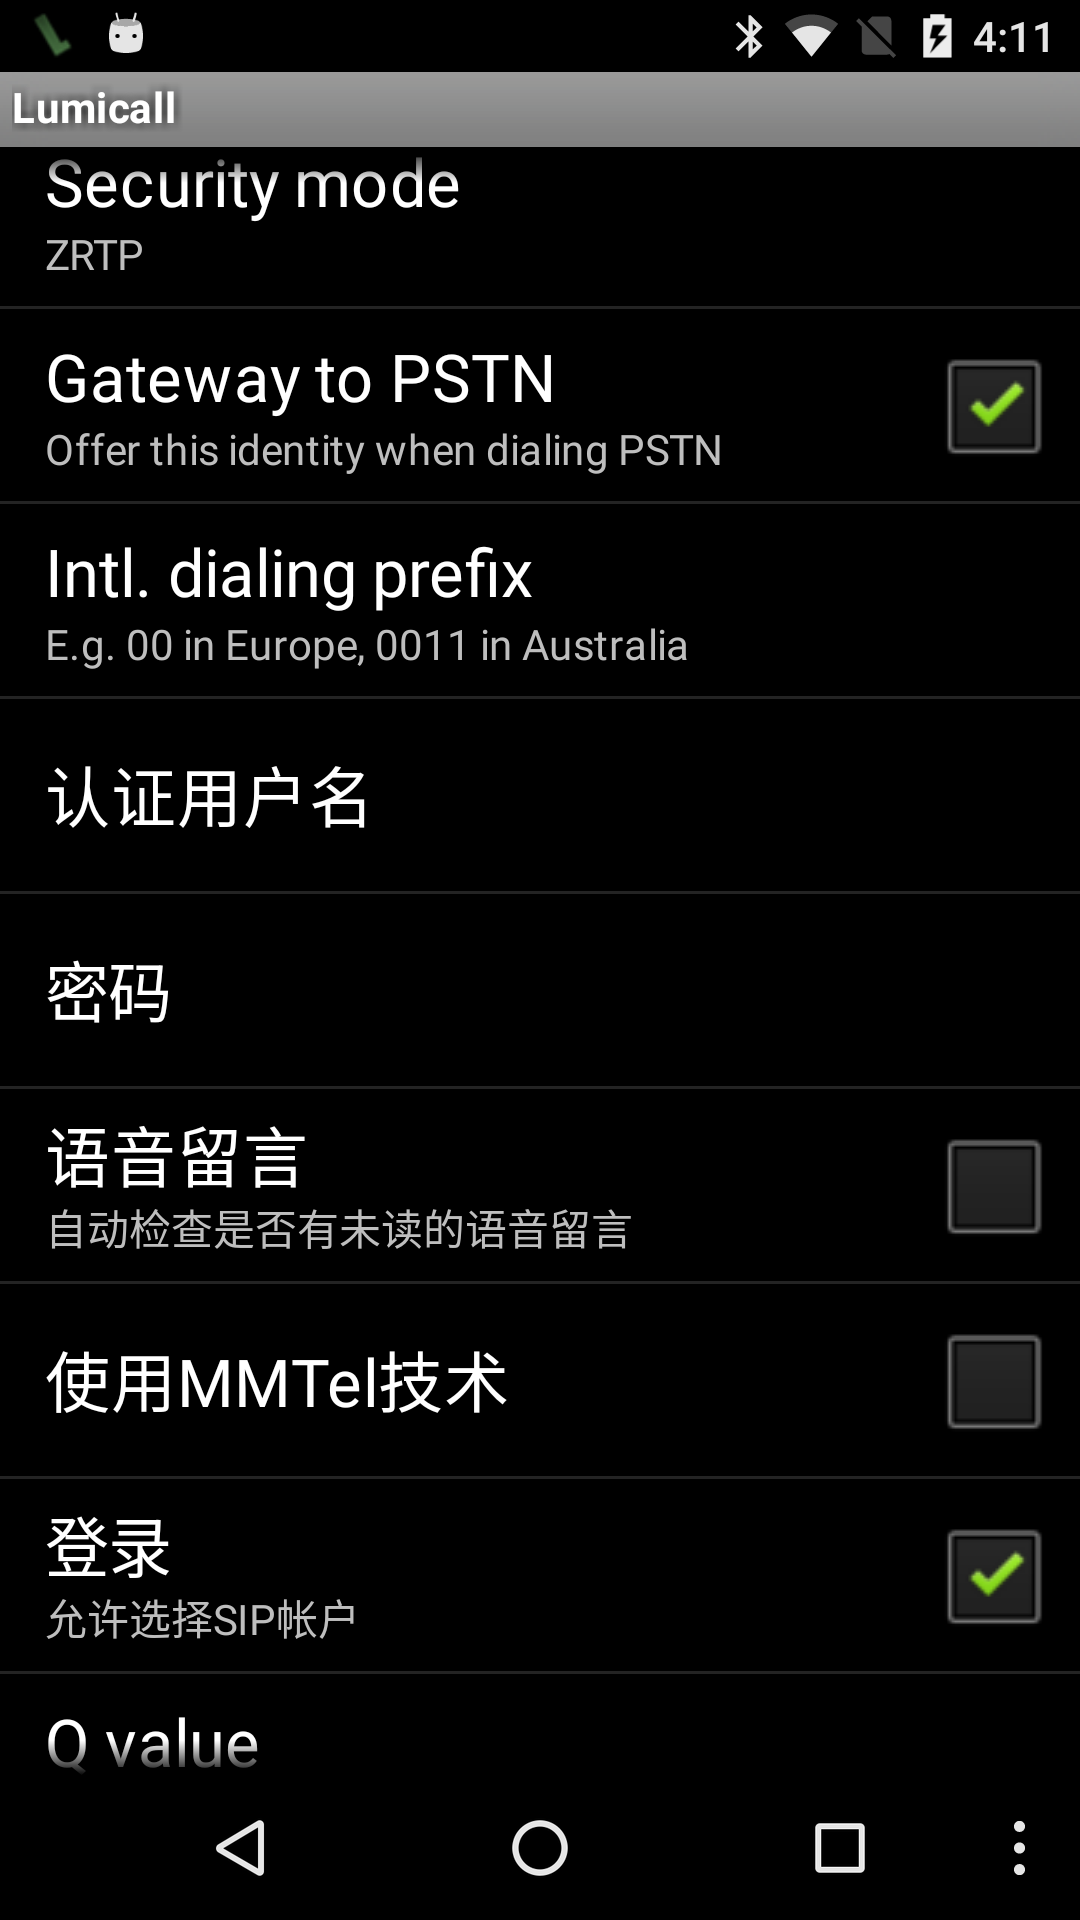 4:11
Lumicall
Security mode
ZRTP
Gateway to PSTN
Offer this identity when dialing PSTN
Intl. dialing prefix
E.g. 00 in Europe, 0011 in Australia
认证用户名
密码
语音留言
自动检查是否有未读的语音留言
使用MMTel技术
登录
允许选择SIP帐户
Q value